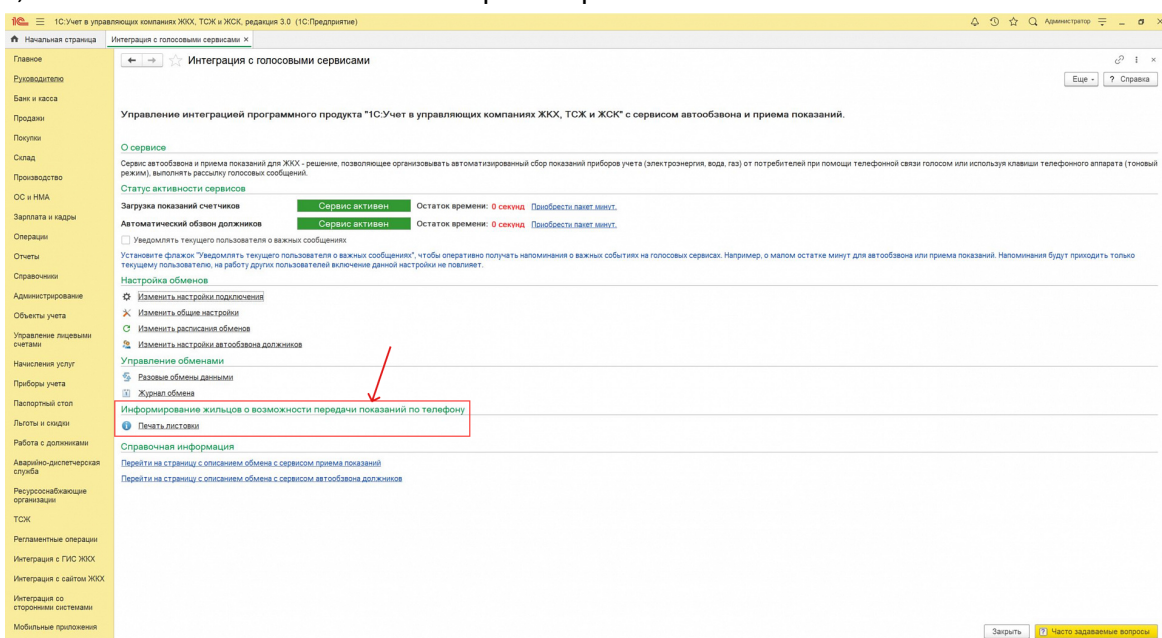 1С:Учет в управляющих компаниях ЖКХ, ТСЖ и ЖСК, редакция 3.0 (1С:Предприятие)
Администратор
Начальная страница
Интеграция с голосовыми сервисами ×
Главное
Руководителю
Банк и касса
Продажи
Покупки
Склад
Производство
ОС и НМА
Зарплата и кадры
Операции
Отчеты
Справочники
Администрирование
Объекты учета
Управление лицевыми
счетами
Начисления услуг
Приборы учета
Паспортный стол
Льготы и скидки
Работа с должниками
Аварийно-диспетчерская
служба
Ресурсоснабжающие
организации
ТСЖ
Регламентные операции
Интеграция с ГИС ЖКХ
Интеграция с сайтом ЖКХ
Интеграция со
сторонними системами
Мобильные приложения
Интеграция с голосовыми сервисами
Еще
? Справка
Управление интеграцией программного продукта "1С:Учет в управляющих компаниях ЖКХ, ТСЖ и ЖСК" с сервисом автообзвона и приема показаний.
О сервисе
Сервис автообзвона и приема показаний для ЖКХ - решение, позволяющее организовывать автоматизированный сбор показаний приборов учета (электроэнергия, вода, газ) от потребителей при помощи телефонной связи голосом или используя клавиши телефонного аппарата (тоновый
режим), выполнять рассылку голосовых сообщений.
Статус активности сервисов
Загрузка показаний счетчиков Сервис активен Остаток времени: 0 секунд Приобрести пакет минут.
Автоматический обзвон должников Сервис активен Остаток времени: 0 секунд Приобрести пакет минут.
Уведомлять текущего пользователя о важных сообщениях
Установите флажок "Уведомлять текущего пользователя о важных сообщениях", чтобы оперативно получать напоминания о важных событиях на голосовых сервисах. Например, о малом остатке минут для автообзвона или приема показаний. Напоминания будут приходить только
текущему пользователю, на работу других пользователей включение данной настройки не повлияет.
Настройка обменов
Изменить настройки подключения
Изменить общие настройки
Изменить расписания обменов
Изменить настройки автообзвона должников
Управление обменами
Разовые обмены данными
Журнал обмена
Информирование жильцов о возможности передачи показаний по телефону
Печать листовки
Справочная информация
Перейти на страницу с описанием обмена с сервисом приема показаний
Перейти на страницу с описанием обмена с сервисом автообзвона должников
Закрыть
? Часто задаваемые вопросы